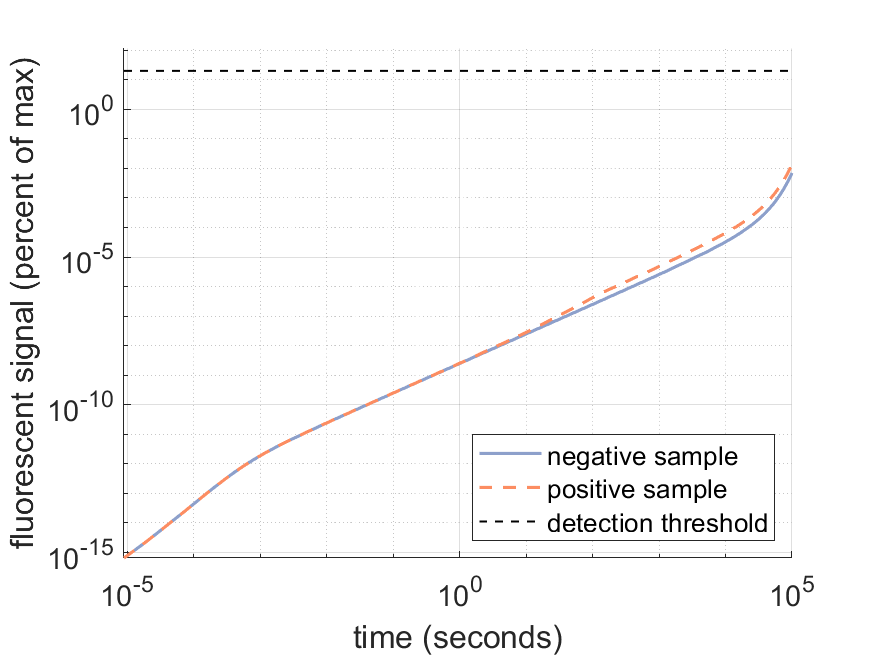 fluorescent signal (percent of max)
10^0
10^-5
10^-10
10^-15
negative sample
positive sample
detection threshold
10^-5
10^0
10^5
time (seconds)